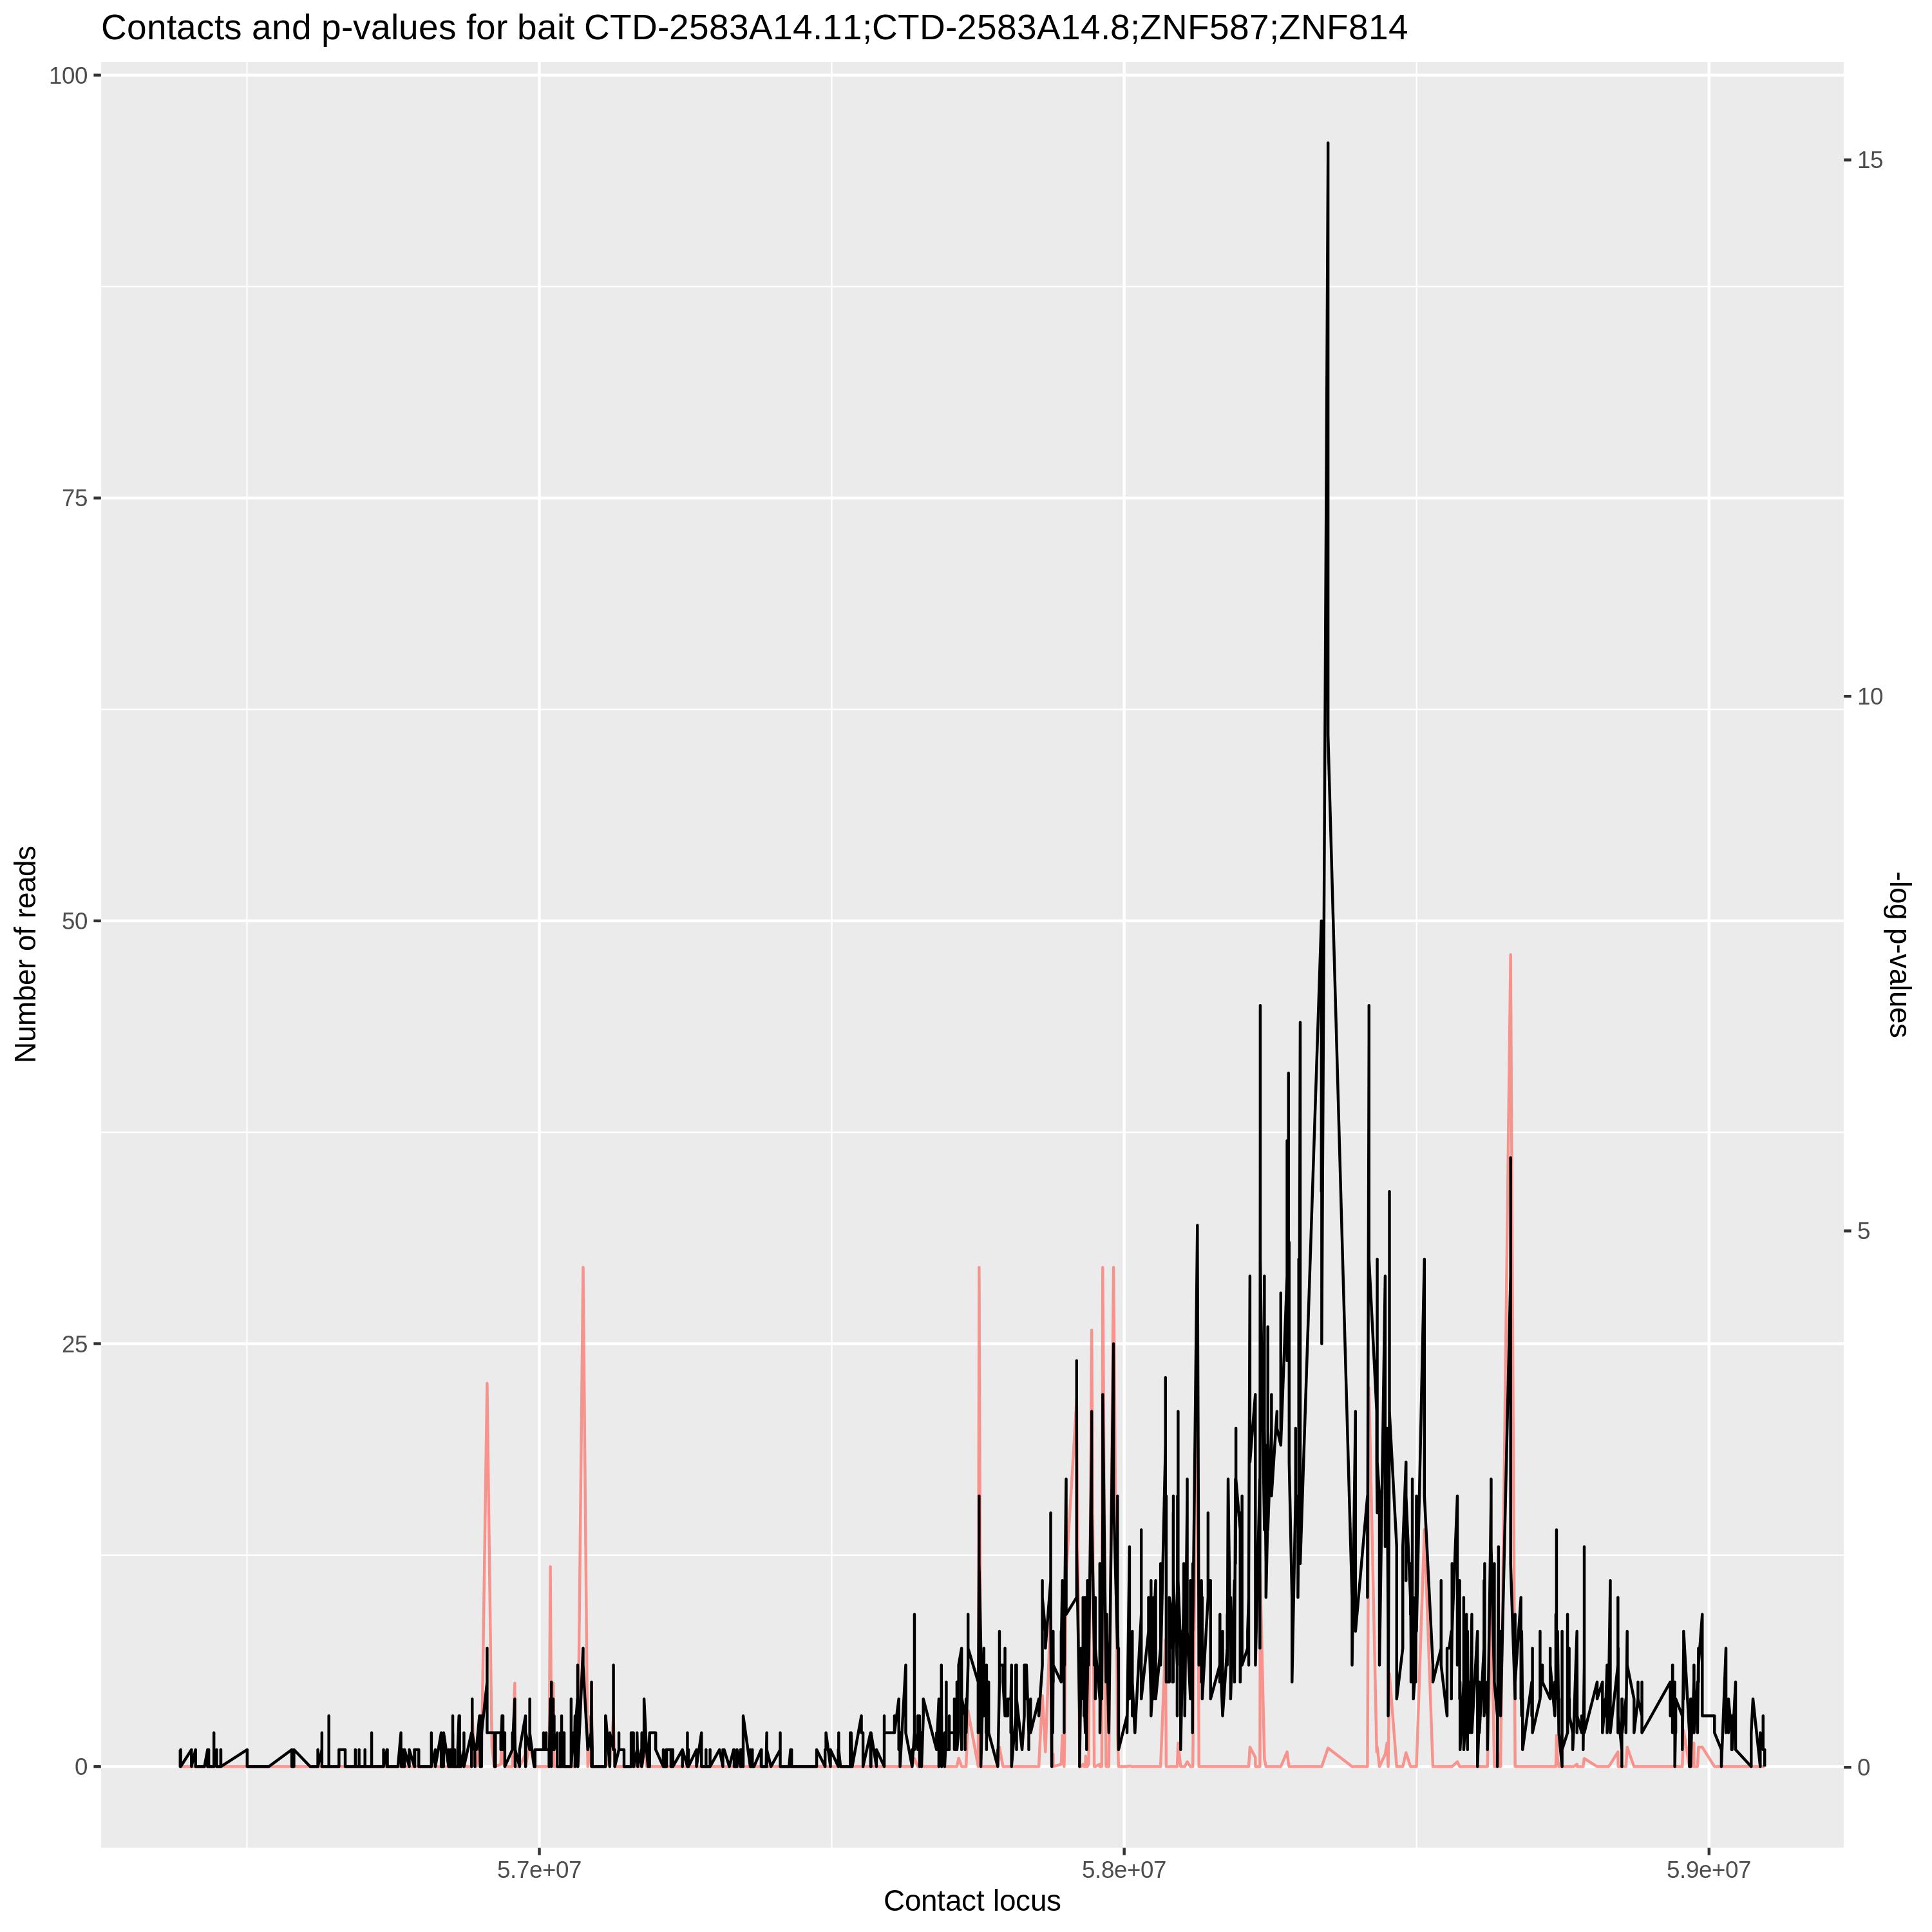 Contacts and p-values for bait CTD-2583A14.11;CTD-2583A14.8;ZNF587;ZNF814
100
75
50
25
0
Number of reads
15
10
5
0
-log p-values
5.7e+07
5.8e+07
5.9e+07
Contact locus